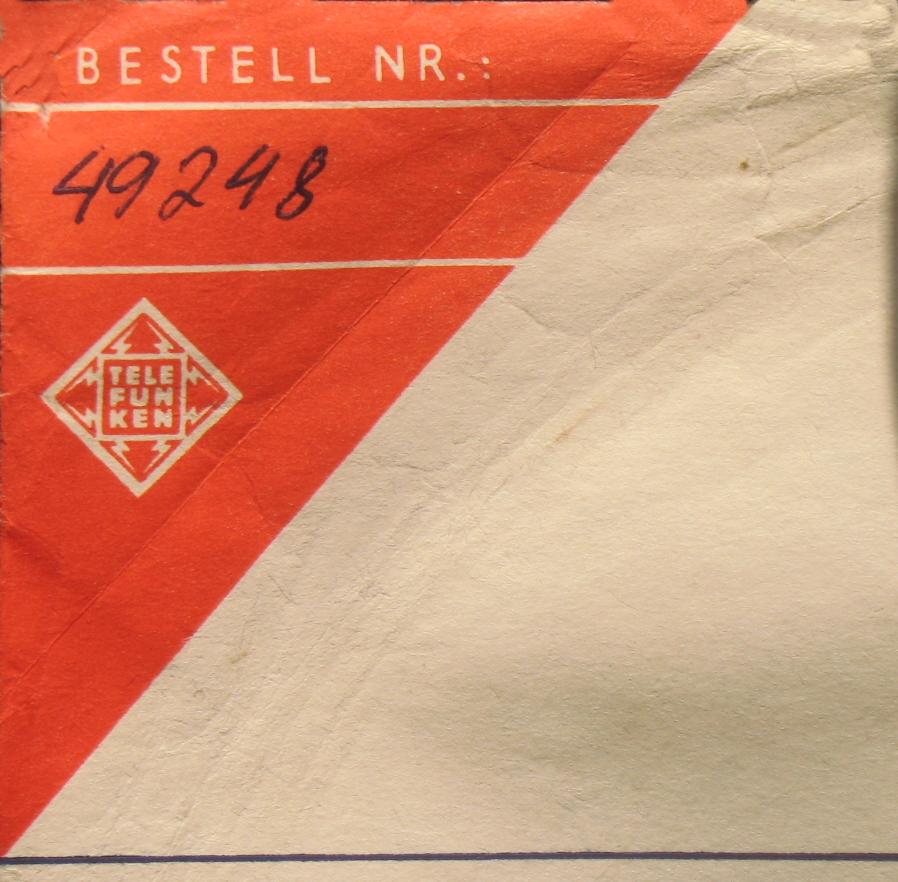 BESTELL NR.:
49248
TELE
FUN
KEN